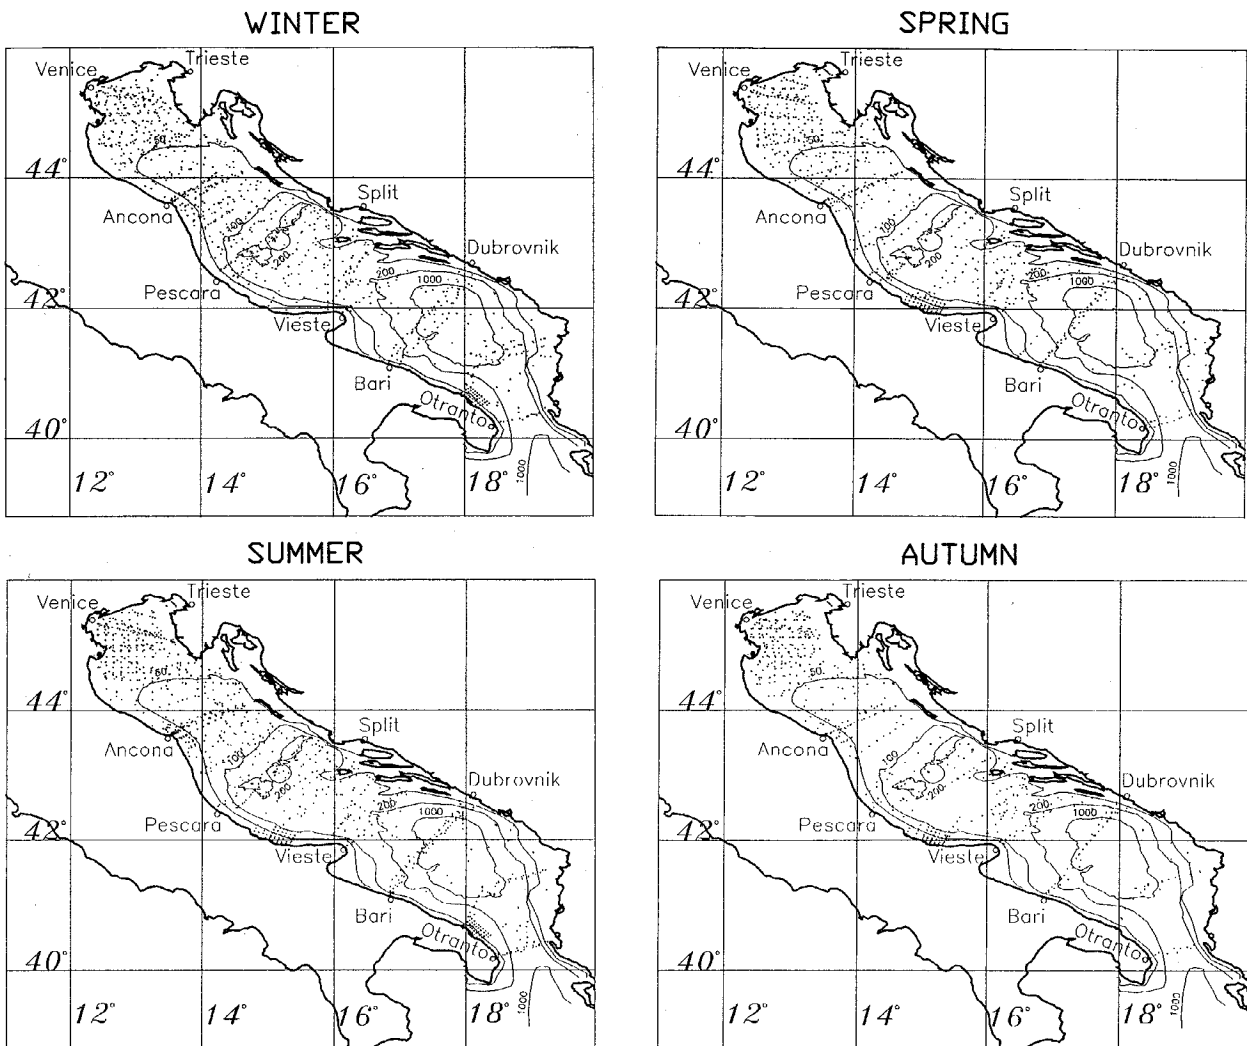 WINTER
Venice
Trieste
50
44°
Ancona
Split
100
200
Dubrovnik
200
1000
42°
Pescara
Vieste
Bari
Otranto
40°
12°
14°
16°
18°
1000
SPRING
Venice
Trieste
50
44°
Ancona
Split
100
200
Dubrovnik
200
1000
42°
Pescara
Vieste
Bari
Otranto
40°
12°
14°
16°
18°
1000
SUMMER
Venice
Trieste
50
44°
Ancona
Split
100
200
Dubrovnik
200
1000
42°
Pescara
Vieste
Bari
Otranto
40°
12°
14°
16°
18°
1000
AUTUMN
Venice
Trieste
50
44°
Ancona
Split
100
200
Dubrovnik
200
1000
42°
Pescara
Vieste
Bari
Otranto
40°
12°
14°
16°
18°
1000